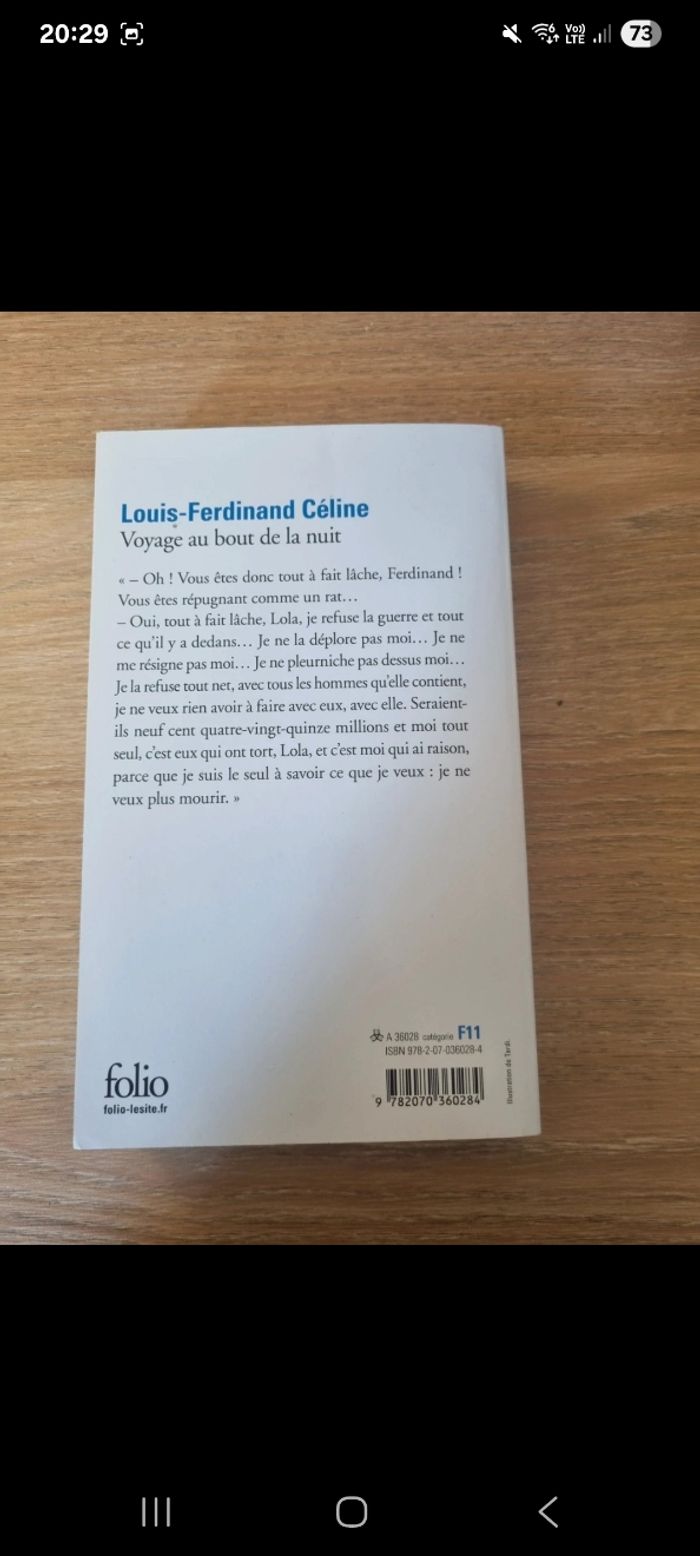 20:29
Vo))
LTE
73
Louis-Ferdinand Céline
Voyage au bout de la nuit
« – Oh ! Vous êtes donc tout à fait lâche, Ferdinand !
Vous êtes répugnant comme un rat…
– Oui, tout à fait lâche, Lola, je refuse la guerre et tout
ce qu'il y a dedans… Je ne la déplore pas moi… Je ne
me résigne pas moi… Je ne pleurniche pas dessus moi…
Je la refuse tout net, avec tous les hommes qu'elle contient,
je ne veux rien avoir à faire avec eux, avec elle. Seraient-
ils neuf cent quatre-vingt-quinze millions et moi tout
seul, c'est eux qui ont tort, Lola, et c'est moi qui ai raison,
parce que je suis le seul à savoir ce que je veux : je ne
veux plus mourir. »
A 36028 catégorie F11
ISBN 978-2-07-036028-4
folio
folio-lesite.fr
9 782070 360284
Illustration de Tardi.